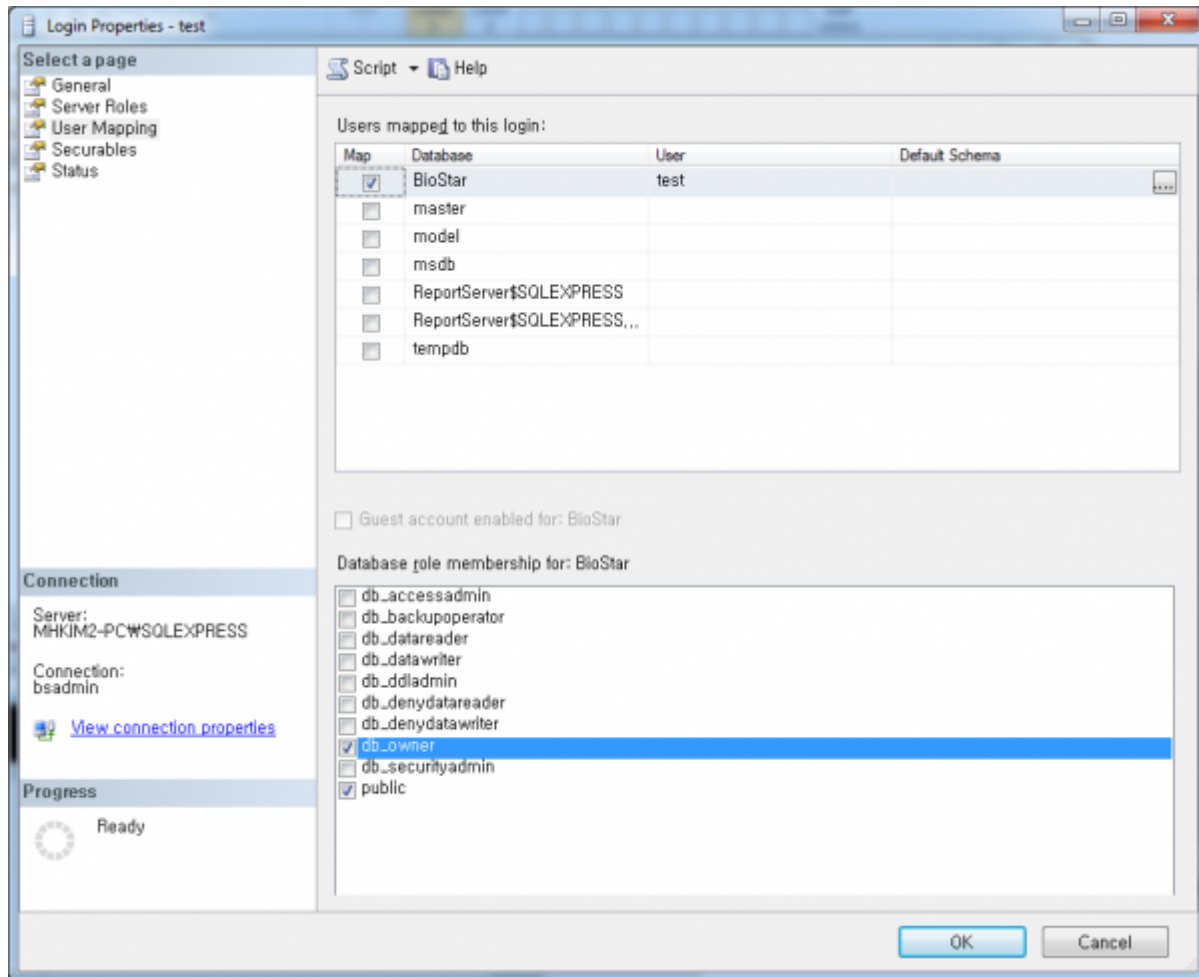 Login Properties - test
Select a page
General
Server Roles
User Mapping
Securables
Status
Script Help
Users mapped to this login:
Map Database User Default Schema
BioStar test ...
master
model
msdb
ReportServer$SQLEXPRESS
ReportServer$SQLEXPRESS...
tempdb
Guest account enabled for: BioStar
Database role membership for: BioStar
db_accessadmin
db_backupoperator
db_datareader
db_datawriter
db_ddladmin
db_denydatareader
db_denydatawriter
db_owner
db_securityadmin
public
Connection
Server:
MHKIM2-PC₩SQLEXPRESS
Connection:
bsadmin
View connection properties
Progress
Ready
OK Cancel